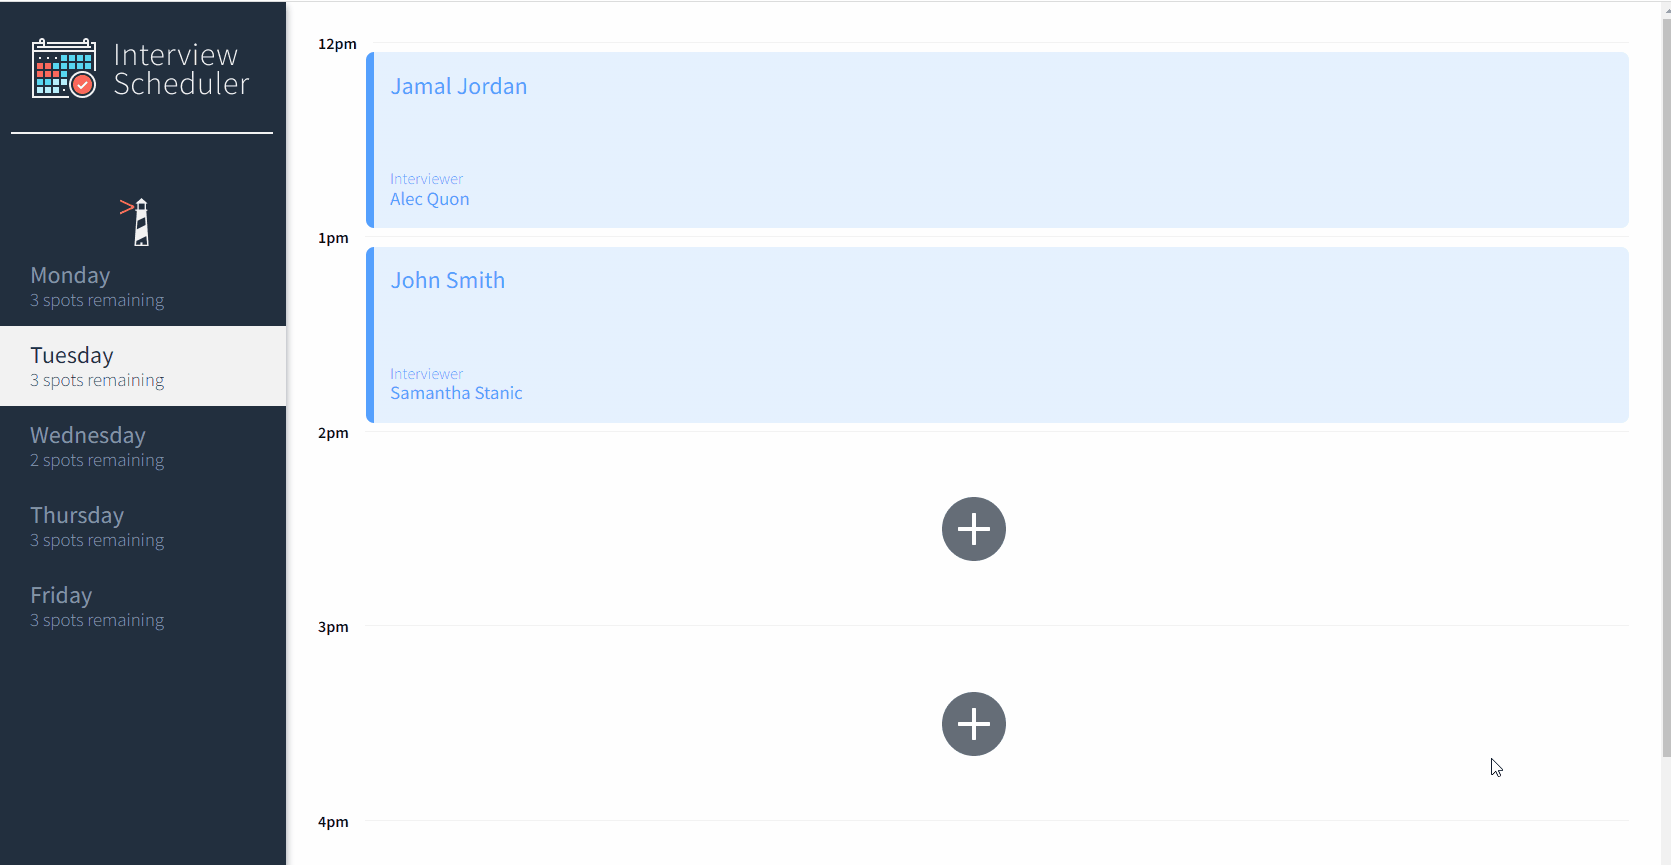 Interview
Scheduler
>
Monday
3 spots remaining
Tuesday
3 spots remaining
Wednesday
2 spots remaining
Thursday
3 spots remaining
Friday
3 spots remaining
12pm
Jamal Jordan
Interviewer
Alec Quon
1pm
John Smith
Interviewer
Samantha Stanic
2pm
3pm
4pm